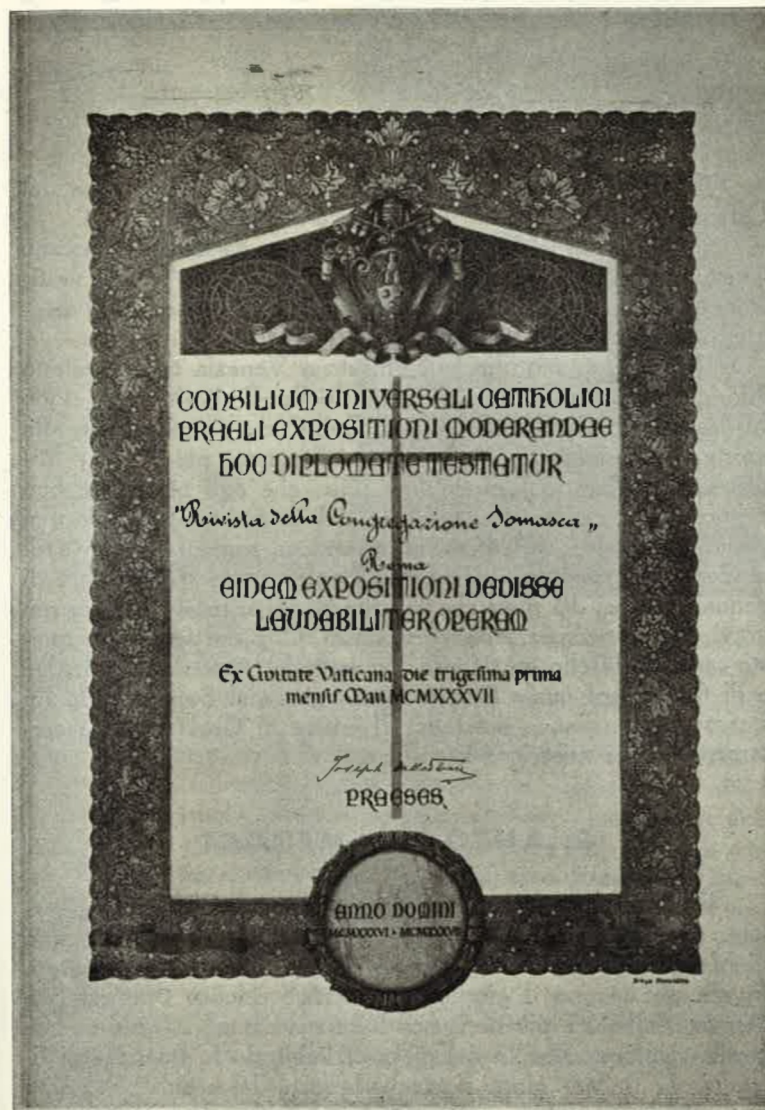 CONSILIUM UNIVERSALI CATHOLICI
PRAELI EXPOSITIONI MODERANDAE
HOC DIPLOMATE TESTATUR
"Rivista della Congregazione Somasca „
Roma
EIDEM EXPOSITIONI DEDISSE
LAUDABILITER OPERAM
Ex Civitate Vaticana, die trigesima prima
mensis Maii MCMXXXVII
Joseph
PRAESES
ANNO DOMINI
MCMXXXVI • MCMXXXVII